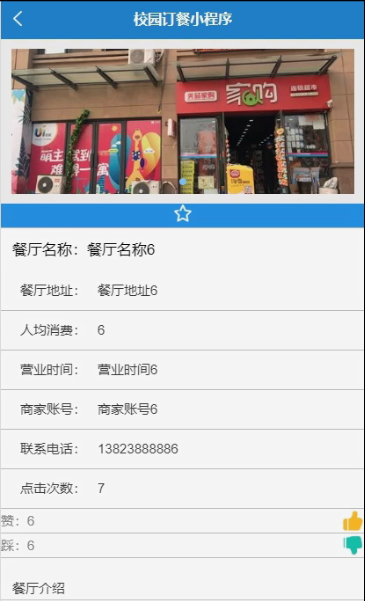 校园订餐小程序
天猫家购
家购
连锁超市
餐厅名称：餐厅名称6
餐厅地址： 餐厅地址6
人均消费： 6
营业时间： 营业时间6
商家账号： 商家账号6
联系电话： 13823888886
点击次数： 7
赞：6
踩：6
餐厅介绍